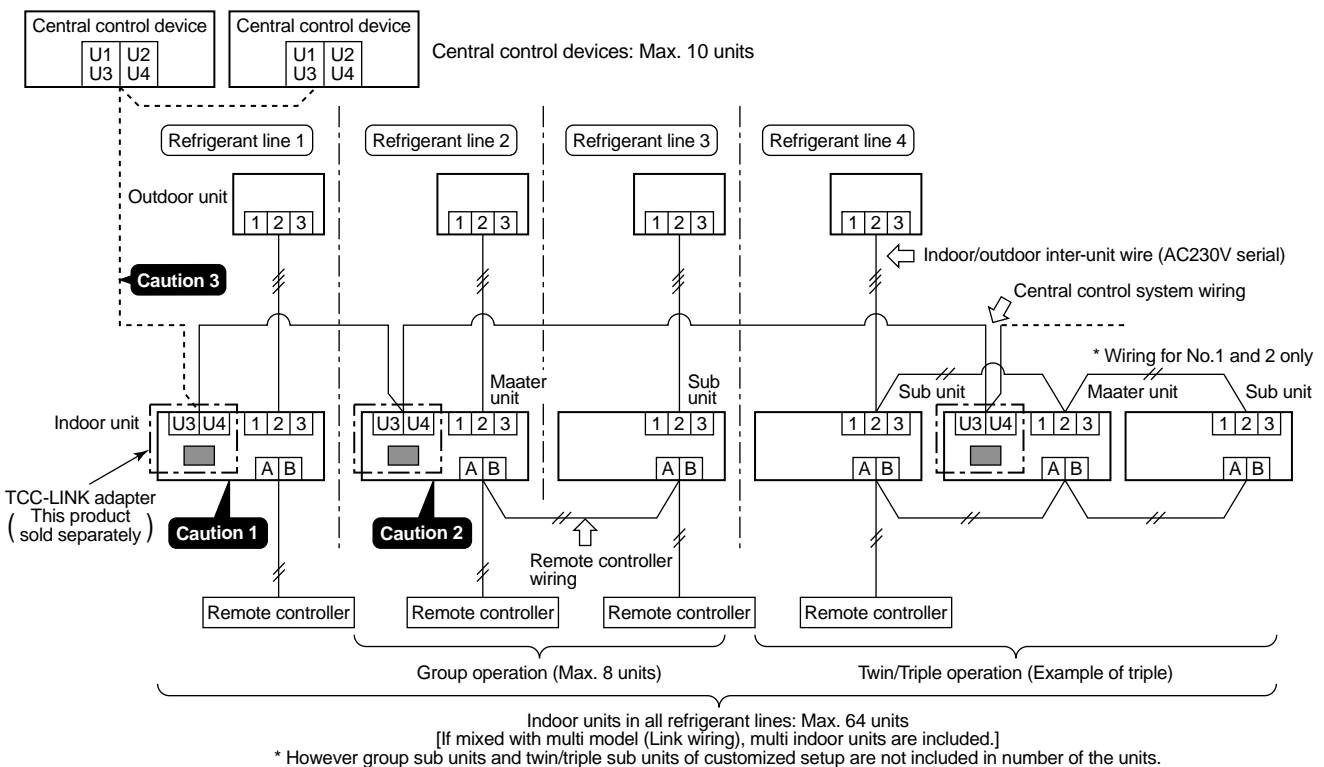 Central control device
U1 U2
U3 U4
Central control device
U1 U2
U3 U4
Central control devices: Max. 10 units
Refrigerant line 1
Refrigerant line 2
Refrigerant line 3
Refrigerant line 4
Outdoor unit
1 2 3
1 2 3
1 2 3
1 2 3
Indoor/outdoor inter-unit wire (AC230V serial)
Caution 3
Central control system wiring
* Wiring for No.1 and 2 only
Maater
unit
Sub
unit
Sub unit
Maater unit
Sub unit
Indoor unit
U3 U4
1 2 3
U3 U4
1 2 3
1 2 3
1 2 3
U3 U4
1 2 3
1 2 3
A B
A B
A B
A B
A B
A B
TCC-LINK adapter
( This product
sold separately )
Caution 1
Caution 2
Remote controller
wiring
Remote controller
Remote controller
Remote controller
Remote controller
Group operation (Max. 8 units)
Twin/Triple operation (Example of triple)
Indoor units in all refrigerant lines: Max. 64 units
[If mixed with multi model (Link wiring), multi indoor units are included.]
* However group sub units and twin/triple sub units of customized setup are not included in number of the units.